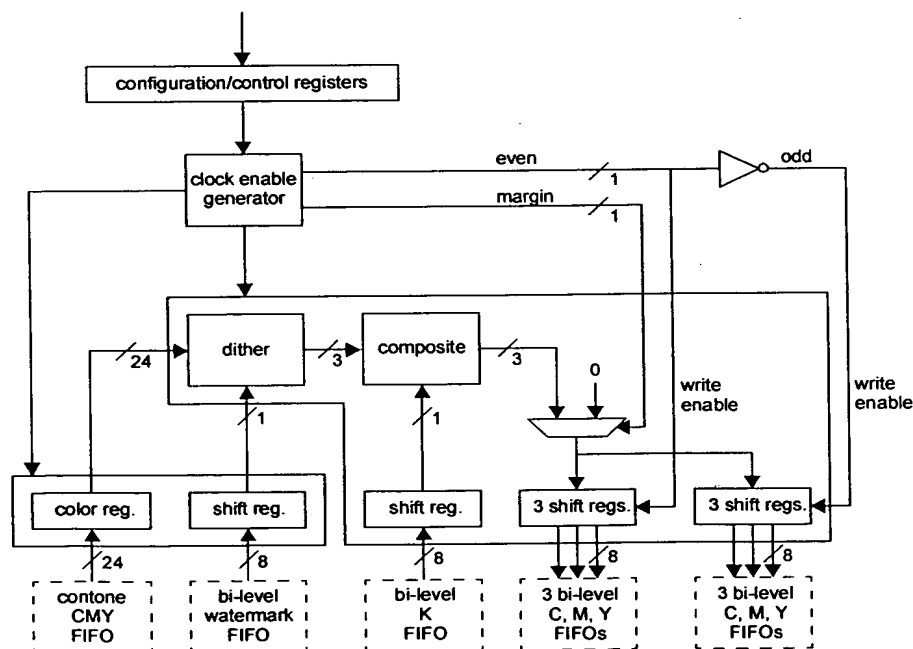 configuration/control registers
clock enable
generator
even
1
odd
margin
1
24
dither
3
composite
3
0
write
enable
write
enable
1
1
color reg.
shift reg.
shift reg.
3 shift regs.
3 shift regs.
24
8
8
8
8
contone
CMY
FIFO
bi-level
watermark
FIFO
bi-level
K
FIFO
3 bi-level
C, M, Y
FIFOs
3 bi-level
C, M, Y
FIFOs